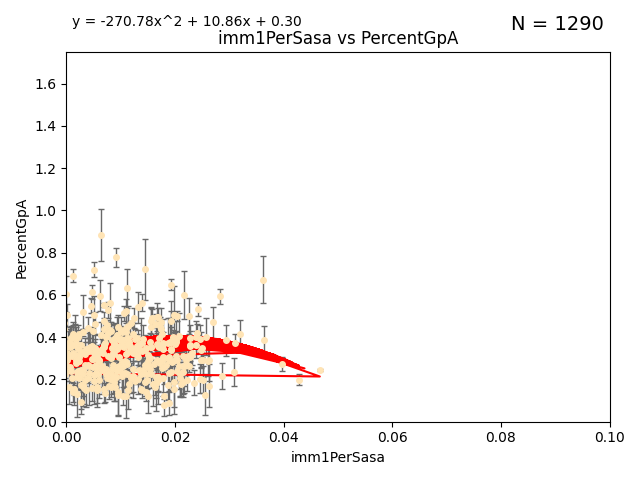 y = -270.78x^2 + 10.86x + 0.30
N = 1290
imm1PerSasa vs PercentGpA
1.6
1.4
1.2
1.0
0.8
0.6
0.4
0.2
0.0
PercentGpA
0.00 0.02 0.04 0.06 0.08 0.10
imm1PerSasa